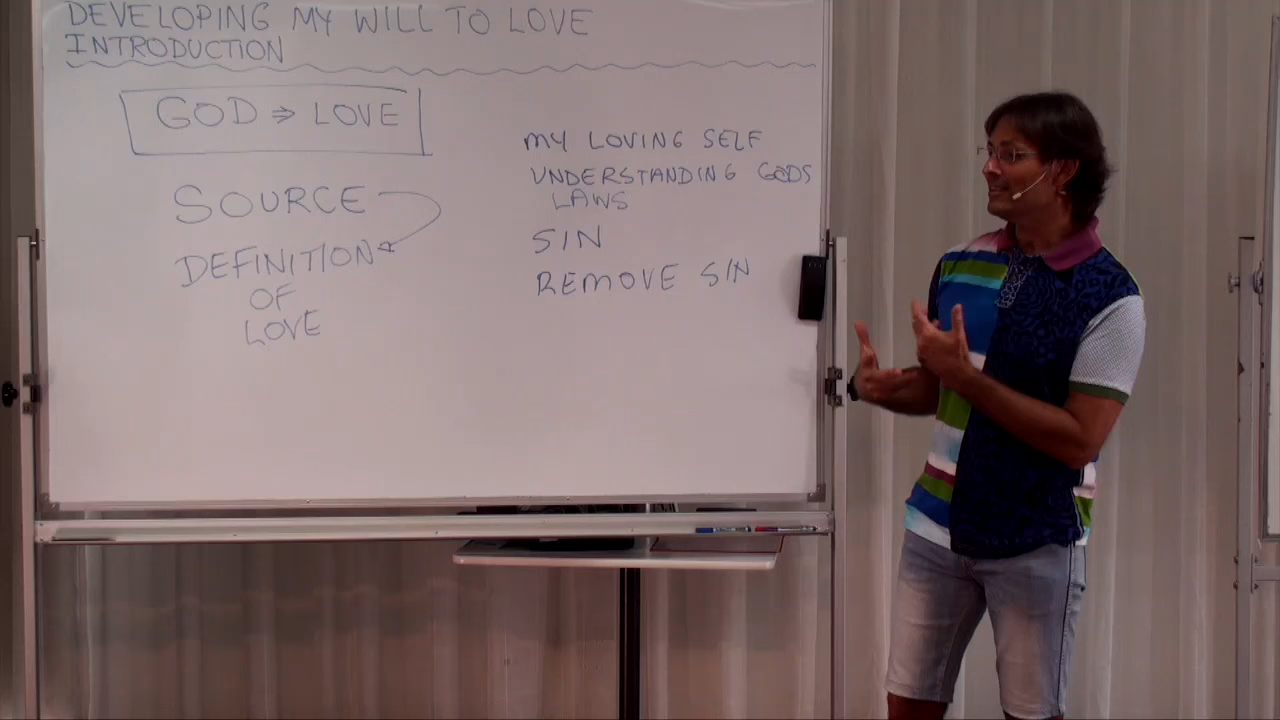 DEVELOPING MY WILL TO LOVE
INTRODUCTION
GOD ⇒ LOVE
SOURCE
DEFINITION
OF
LOVE
MY LOVING SELF
UNDERSTANDING GODS
LAWS
SIN
REMOVE SIN